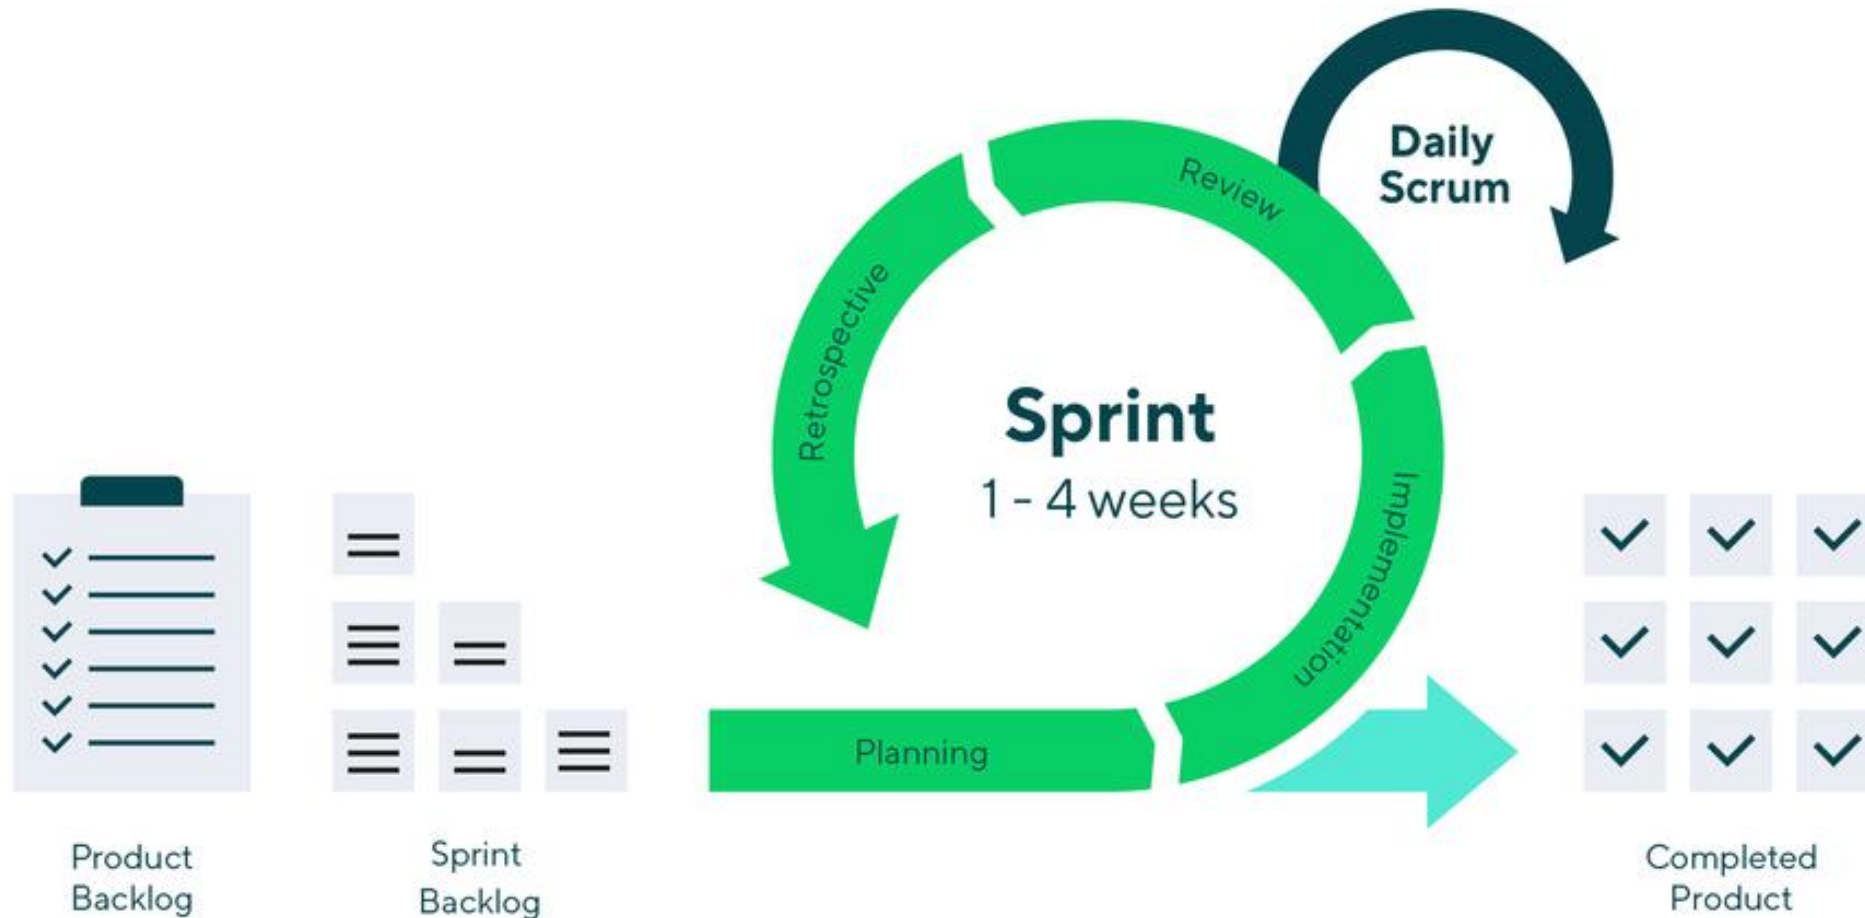 Daily
Scrum
Review
Retrospective
Sprint
1 - 4 weeks
Implementation
Planning
Product
Backlog
Sprint
Backlog
Completed
Product